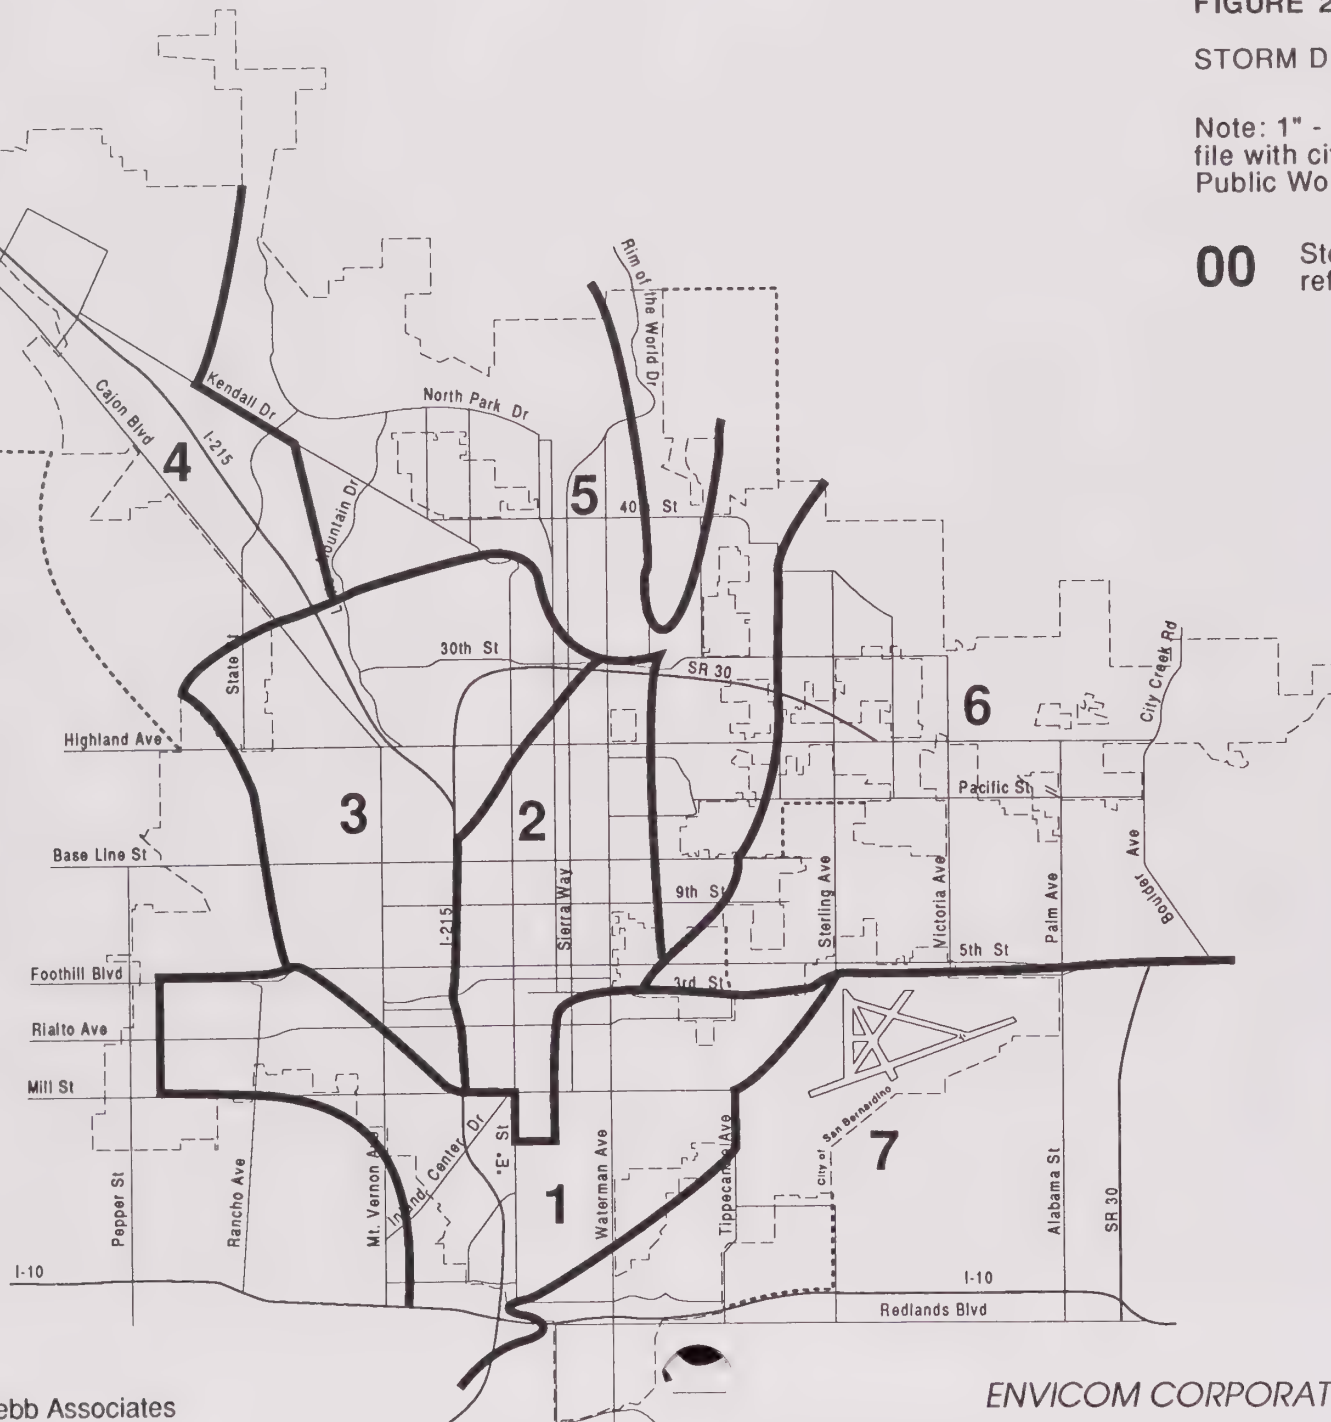 FIGURE 2
STORM D
Note: 1" -
file with ci
Public Wo
00 Sto
ref
Rim of the World Dr
Kendall Dr
North Park Dr
Cajon Blvd
I-215
4
5
40th St
Mountain Dr
30th St
SR 30
State
6
City Creek Rd
Highland Ave
3
2
Pacific St
Base Line St
Ave
Boulder
9th St
Sierra Way
Sterling Ave
Victoria Ave
Palm Ave
I-215
5th St
Foothill Blvd
3rd St
Rialto Ave
Mill St
San Bernardino
City of
7
"E" St
Inland Center Dr
Mt. Vernon Ave
1
Waterman Ave
Tippecanoe Ave
Pepper St
Rancho Ave
Alabama St
SR 30
I-10
I-10
Redlands Blvd
ebb Associates
ENVICOM CORPORAT